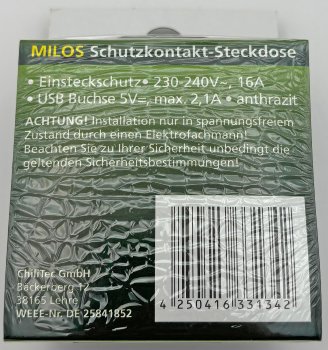 MILOS Schutzkontakt-Steckdose
• Einsteckschutz • 230-240V~, 16A
• USB Buchse 5V⎓, max. 2,1A • anthrazit
ACHTUNG! Installation nur in spannungsfreiem
Zustand durch einen Elektrofachmann!
Beachten Sie zu Ihrer Sicherheit unbedingt die
geltenden Sicherheitsbestimmungen!
ChiliTec GmbH
Bäckerberg 12
38165 Lehre
WEEE-Nr. DE 25841852
4 250416 331342